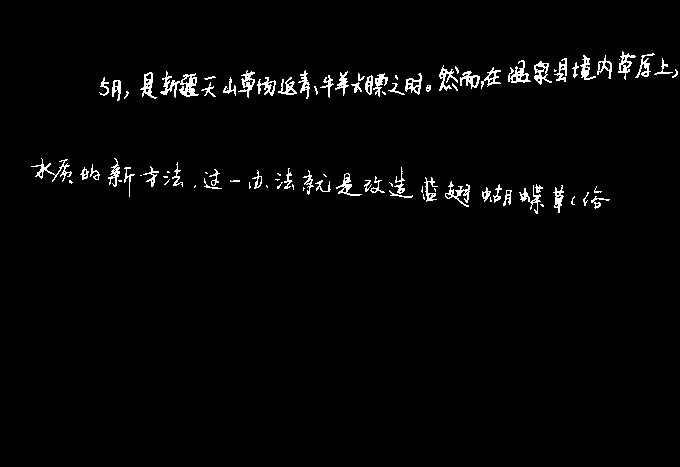 5月,是新疆天山草场返青、牛羊长膘之时。然而,在温泉县境内草原上,
水质的新方法.这一办法就是改造蓝翅蝴蝶草(俗